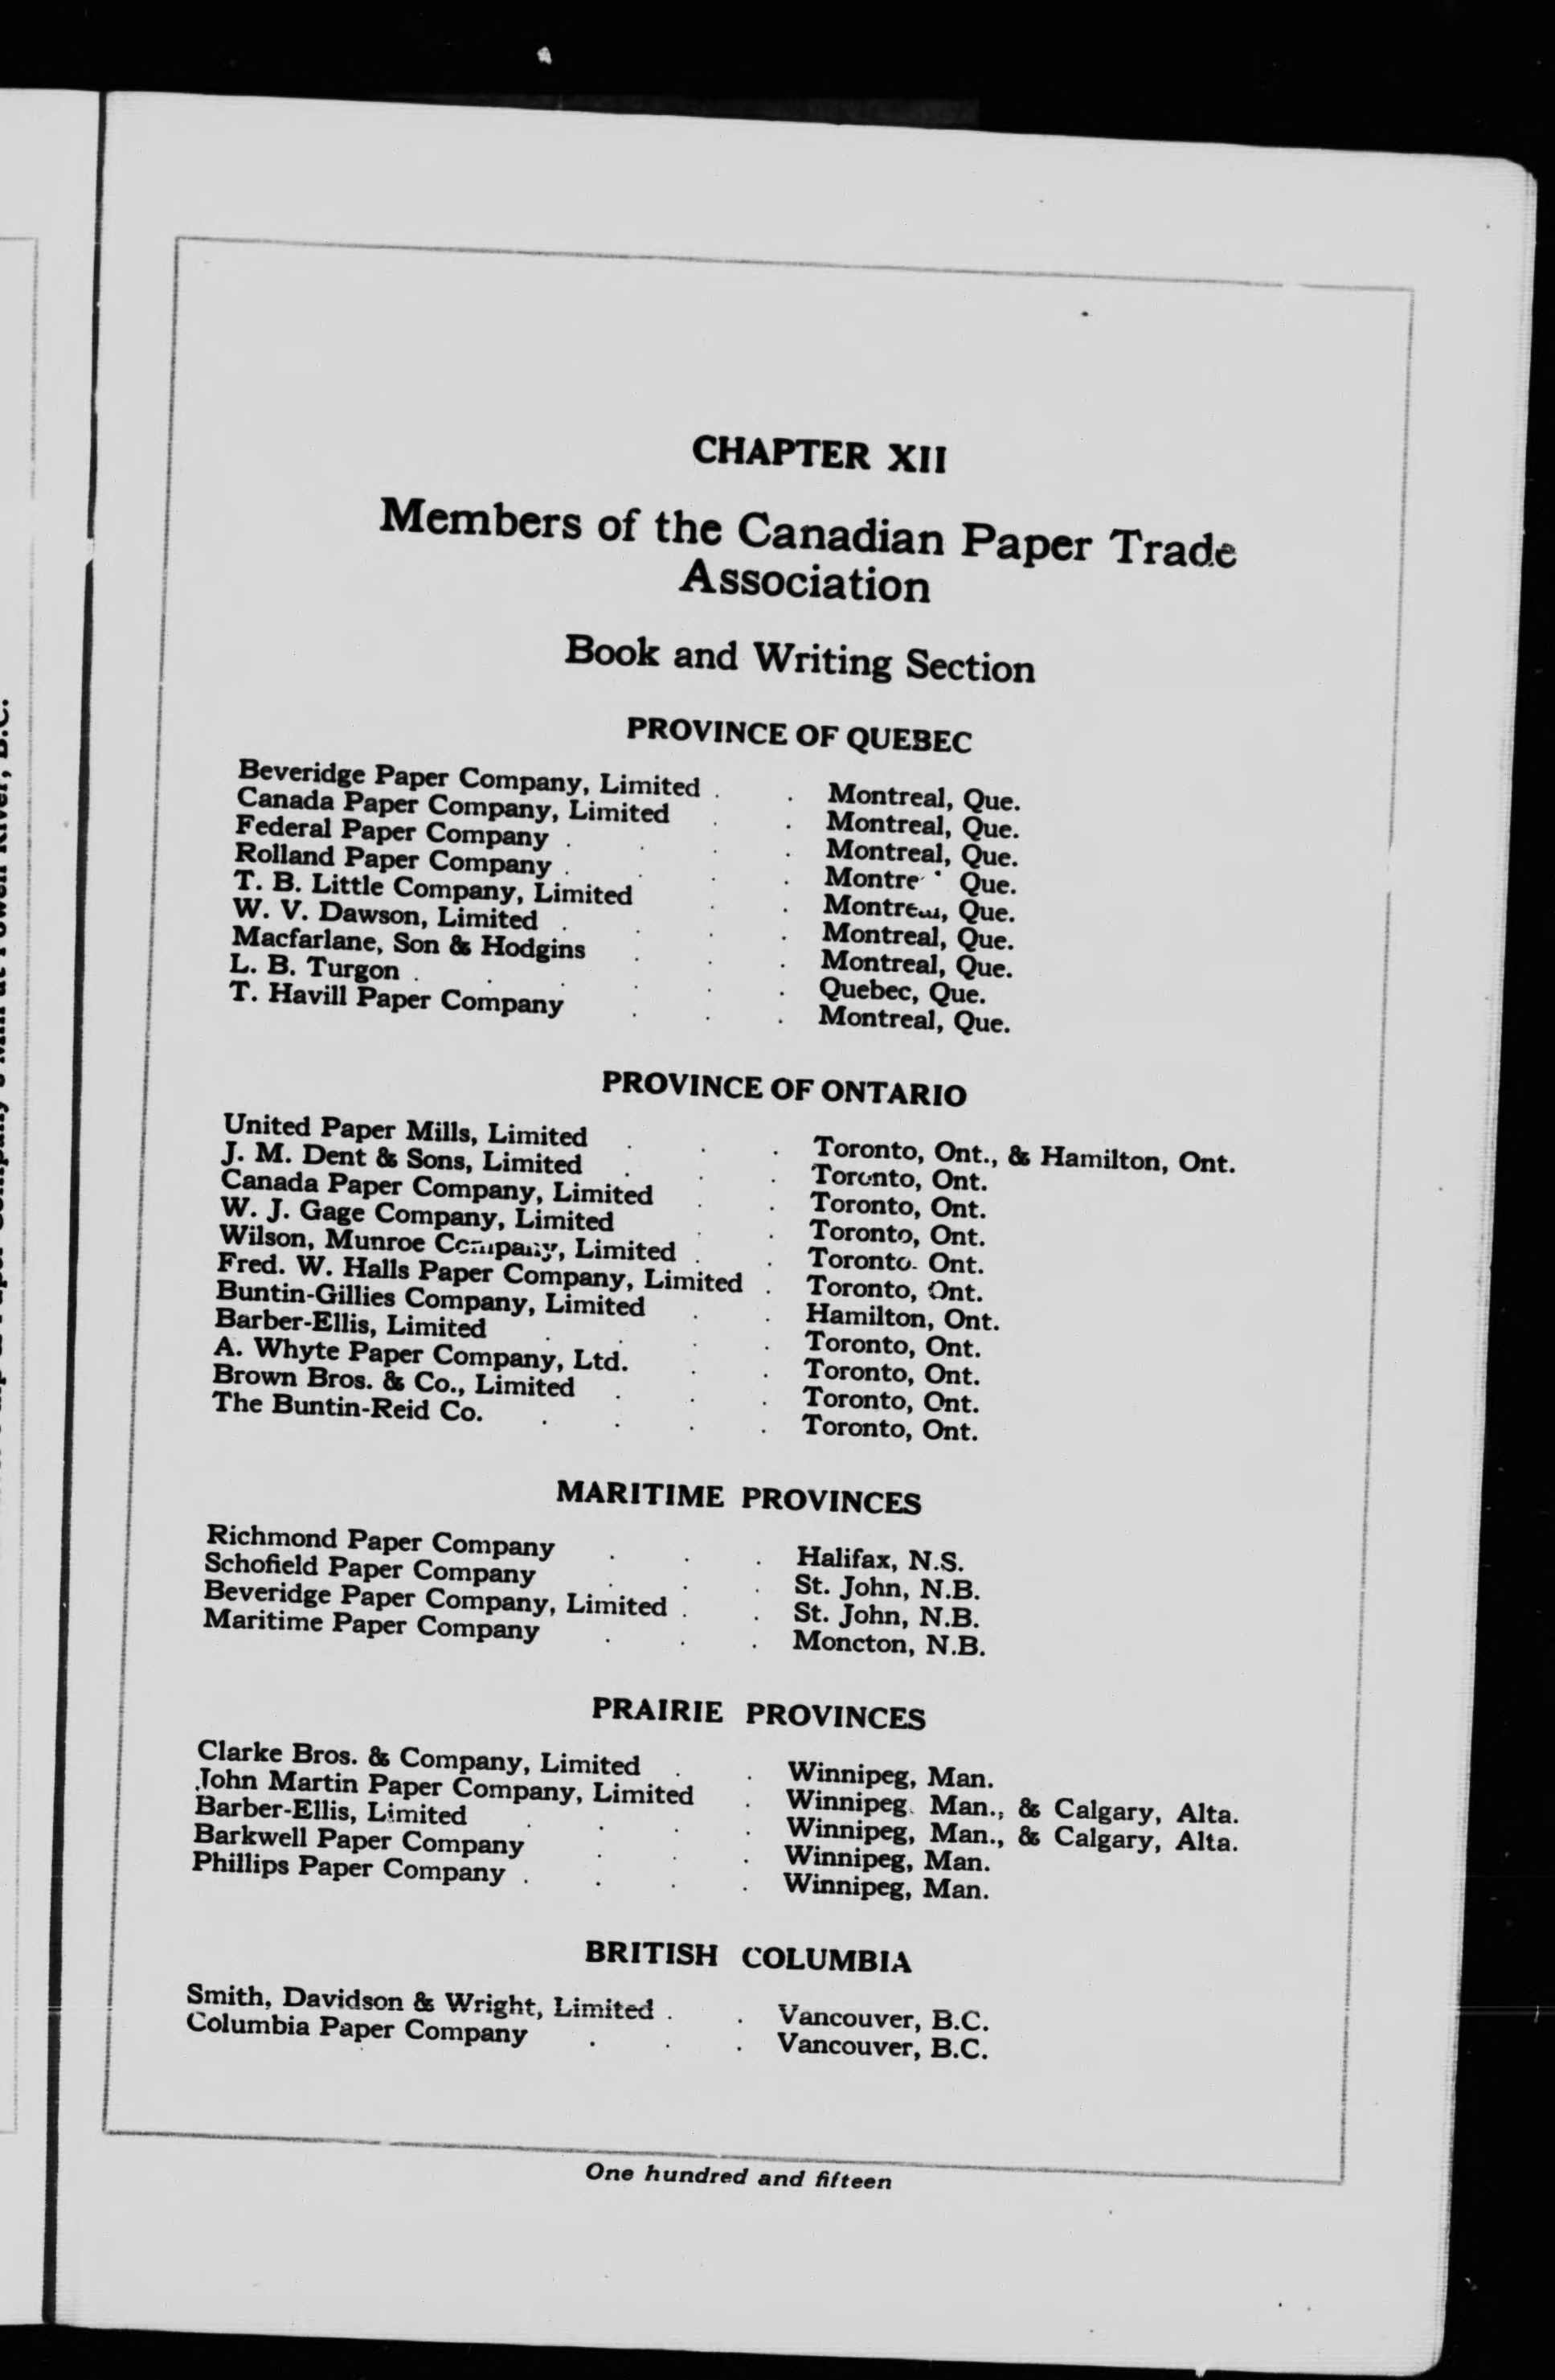 CHAPTER XII
Members of the Canadian Paper Trade
Association
Book and Writing Section
PROVINCE OF QUEBEC
Beveridge Paper Company, Limited . . Montreal, Que.
Canada Paper Company, Limited . . Montreal, Que.
Federal Paper Company . . . . Montreal, Que.
Rolland Paper Company . . . . Montre Que.
T. B. Little Company, Limited . . Montreal, Que.
W. V. Dawson, Limited . . . . Montreal, Que.
Macfarlane, Son & Hodgins . . . Montreal, Que.
L. B. Turgon . . . . . . Quebec, Que.
T. Havill Paper Company . . . Montreal, Que.
PROVINCE OF ONTARIO
United Paper Mills, Limited . . . Toronto, Ont., & Hamilton, Ont.
J. M. Dent & Sons, Limited . . . Toronto, Ont.
Canada Paper Company, Limited . . Toronto, Ont.
W. J. Gage Company, Limited . . Toronto, Ont.
Wilson, Munroe Company, Limited . . Toronto. Ont.
Fred. W. Halls Paper Company, Limited . Toronto, Ont.
Buntin-Gillies Company, Limited . . Hamilton, Ont.
Barber-Ellis, Limited . . . . Toronto, Ont.
A. Whyte Paper Company, Ltd. . . Toronto, Ont.
Brown Bros. & Co., Limited . . . Toronto, Ont.
The Buntin-Reid Co. . . . . Toronto, Ont.
MARITIME PROVINCES
Richmond Paper Company . . . Halifax, N.S.
Schofield Paper Company . . . St. John, N.B.
Beveridge Paper Company, Limited . . St. John, N.B.
Maritime Paper Company . . . Moncton, N.B.
PRAIRIE PROVINCES
Clarke Bros. & Company, Limited . . Winnipeg, Man.
John Martin Paper Company, Limited . Winnipeg. Man., & Calgary, Alta.
Barber-Ellis, Limited . . . . Winnipeg, Man., & Calgary, Alta.
Barkwell Paper Company . . . Winnipeg, Man.
Phillips Paper Company . . . . Winnipeg, Man.
BRITISH COLUMBIA
Smith, Davidson & Wright, Limited . . Vancouver, B.C.
Columbia Paper Company . . . Vancouver, B.C.
One hundred and fifteen